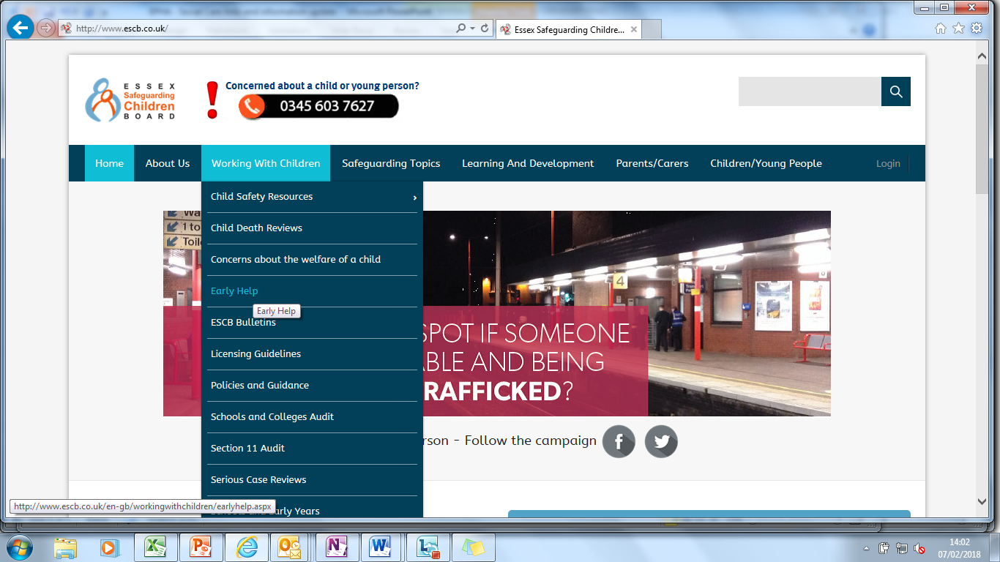 http://www.escb.co.uk/
Essex Safeguarding Childre...
ESSEX
Safeguarding
Children
BOARD
Concerned about a child or young person?
0345 603 7627
Home
About Us
Working With Children
Safeguarding Topics
Learning And Development
Parents/Carers
Children/Young People
Login
Child Safety Resources
Child Death Reviews
Concerns about the welfare of a child
Early Help
Early Help
ESCB Bulletins
Licensing Guidelines
Policies and Guidance
Schools and Colleges Audit
Section 11 Audit
Serious Case Reviews
Early Years
1 to
4
SPOT IF SOMEONE
ABLE AND BEING
RAFFICKED?
rson - Follow the campaign
http://www.escb.co.uk/en-gb/workingwithchildren/earlyhelp.aspx
14:02
07/02/2018